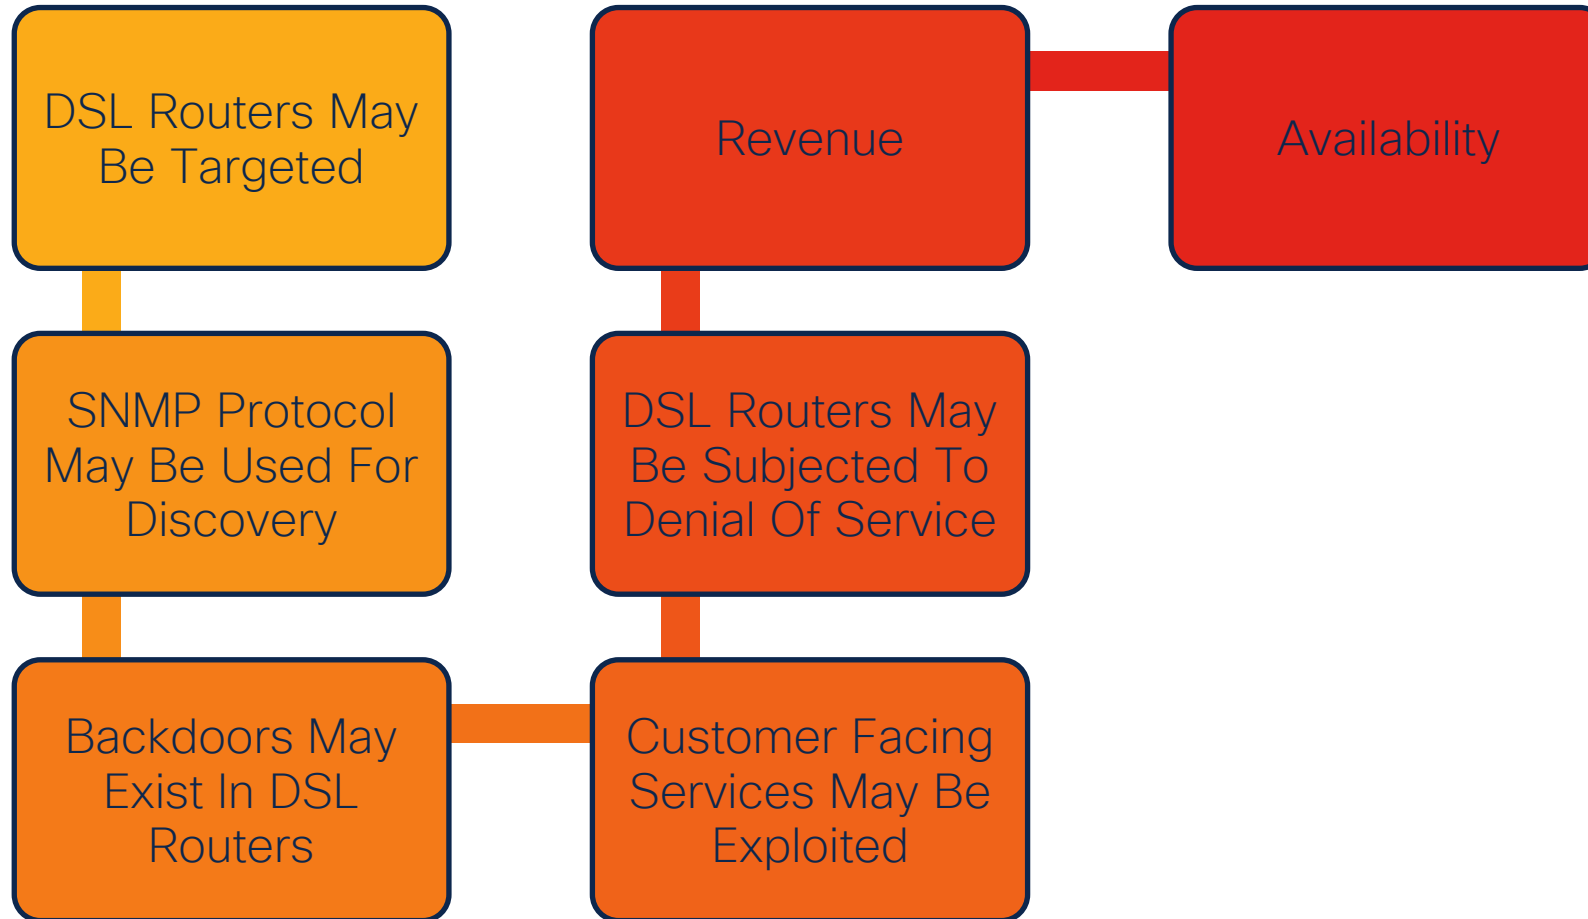 DSL Routers May
Be Targeted
SNMP Protocol
May Be Used For
Discovery
Backdoors May
Exist In DSL
Routers
Customer Facing
Services May Be
Exploited
DSL Routers May
Be Subjected To
Denial Of Service
Revenue
Availability